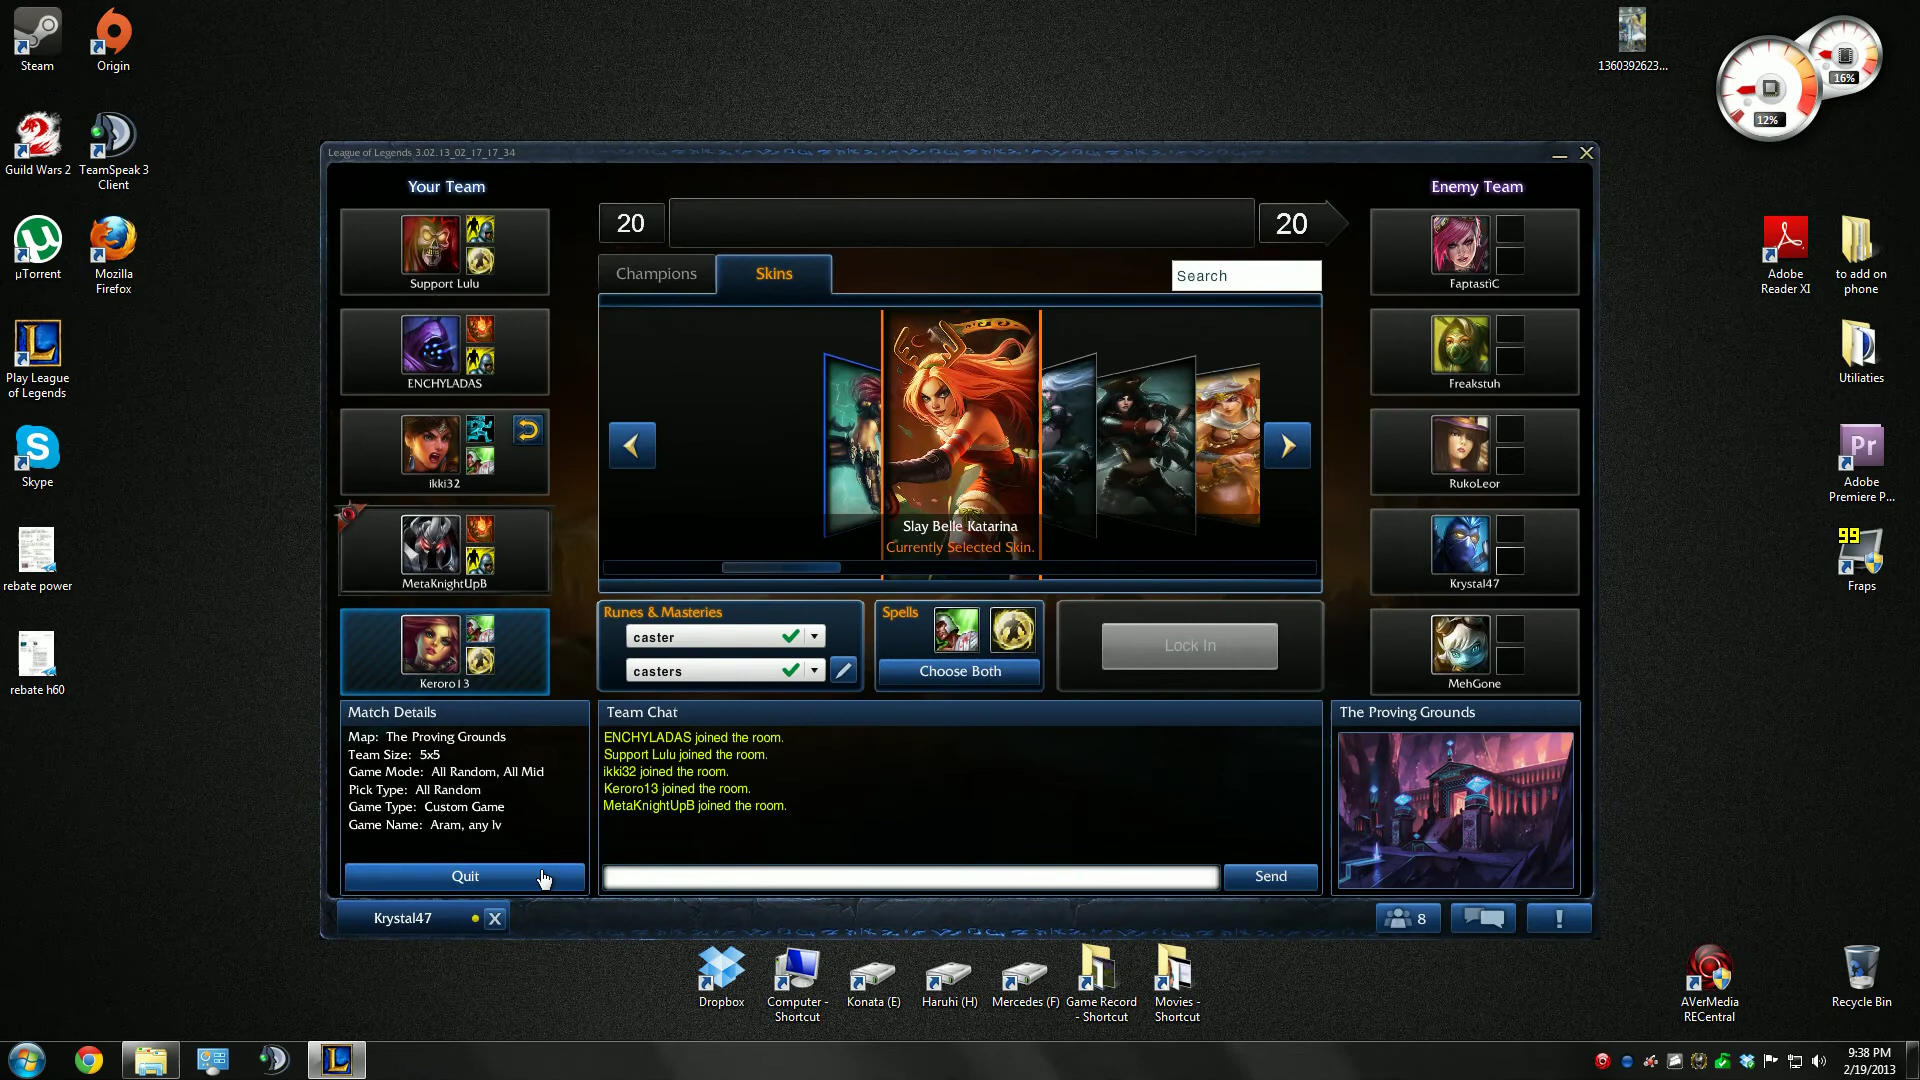 Steam
Origin
Guild Wars 2
TeamSpeak 3
Client
µTorrent
Mozilla
Firefox
Play League
of Legends
Skype
rebate power
rebate h60
1360392623...
16%
12%
Adobe
Reader XI
to add on
phone
Utiliaties
Adobe
Premiere P...
99
Fraps
League of Legends 3.02.13_02_17_17_34
Your Team
Support Lulu
ENCHYLADAS
ikki32
MetaKnightUpB
Keroro13
20
20
Champions
Skins
Search
Slay Belle Katarina
Currently Selected Skin.
Runes & Masteries
caster
casters
Spells
Choose Both
Lock In
Enemy Team
FaptastiC
Freakstuh
RukoLeor
Krystal47
MehGone
Match Details
Map: The Proving Grounds
Team Size: 5x5
Game Mode: All Random, All Mid
Pick Type: All Random
Game Type: Custom Game
Game Name: Aram, any lv
Quit
Team Chat
ENCHYLADAS joined the room.
Support Lulu joined the room.
ikki32 joined the room.
Keroro13 joined the room.
MetaKnightUpB joined the room.
Send
The Proving Grounds
Krystal47
8
Dropbox
Computer -
Shortcut
Konata (E)
Haruhi (H)
Mercedes (F)
Game Record
- Shortcut
Movies -
Shortcut
AVerMedia
RECentral
Recycle Bin
9:38 PM
2/19/2013